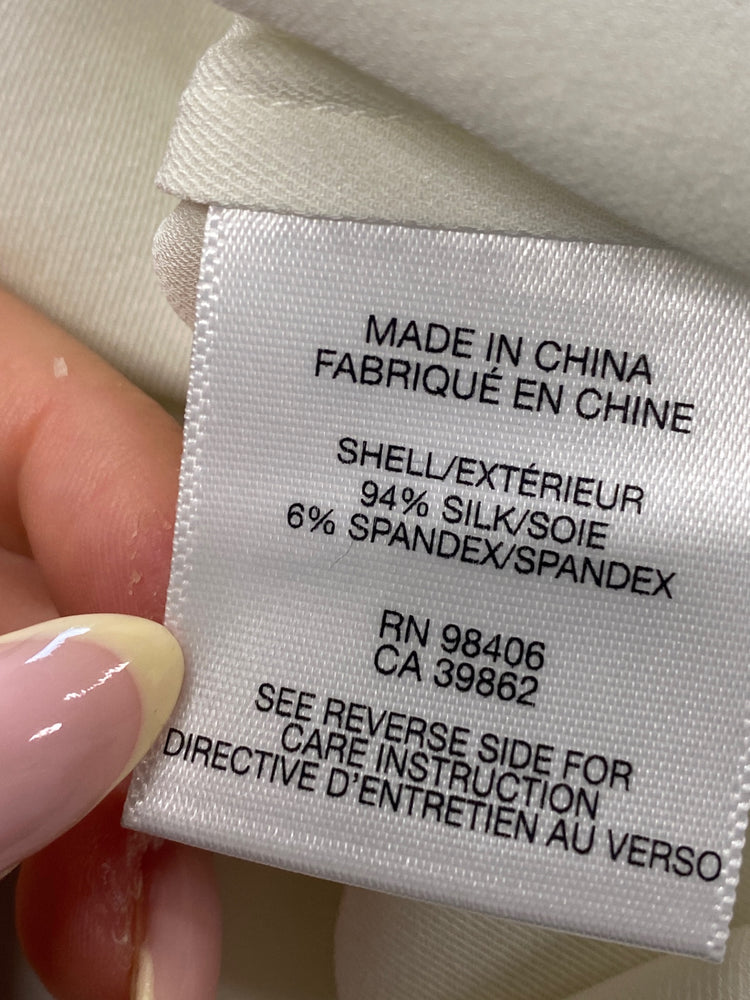 MADE IN CHINA
FABRIQUÉ EN CHINE
SHELL/EXTÉRIEUR
94% SILK/SOIE
6% SPANDEX/SPANDEX
RN 98406
CA 39862
SEE REVERSE SIDE FOR
CARE INSTRUCTION
DIRECTIVE D'ENTRETIEN AU VERSO